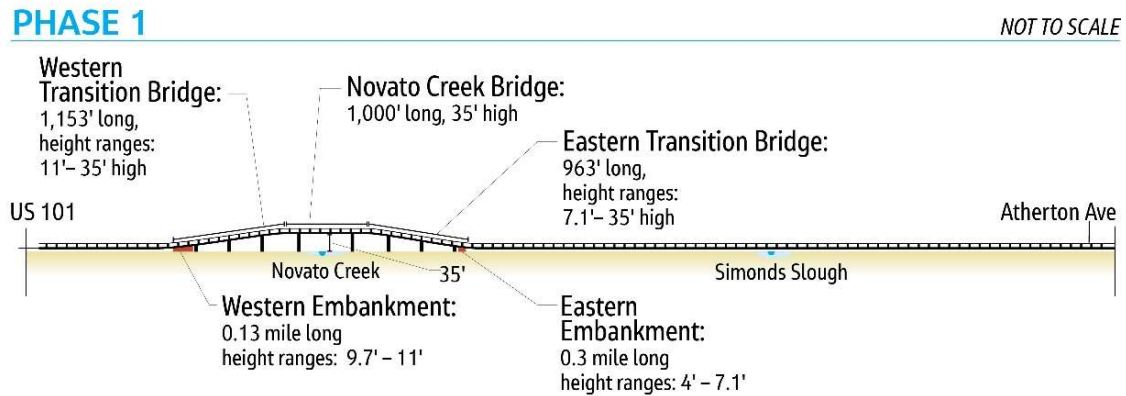 PHASE 1
NOT TO SCALE
Western
Transition Bridge:
1,153' long,
height ranges:
11'– 35' high
Novato Creek Bridge:
1,000' long, 35' high
Eastern Transition Bridge:
963' long,
height ranges:
7.1'– 35' high
US 101
Atherton Ave
Novato Creek
35'
Simonds Slough
Western Embankment:
0.13 mile long
height ranges: 9.7' – 11'
Eastern
Embankment:
0.3 mile long
height ranges: 4' – 7.1'